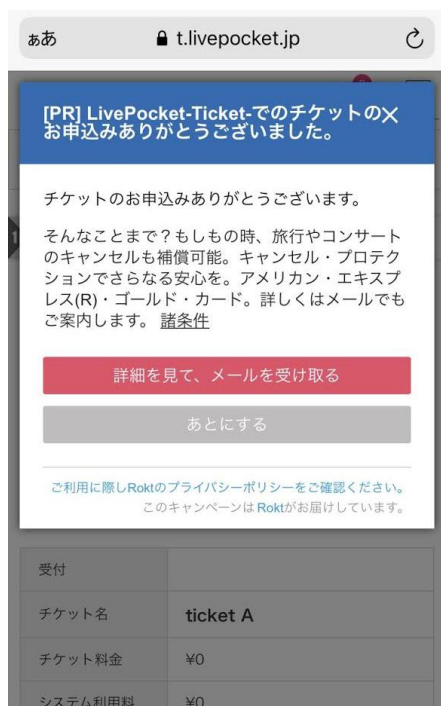 ぁあ
t.livepocket.jp
[PR] LivePocket-Ticket-でのチケットの
お申込みありがとうございました。
チケットのお申込みありがとうございます。
そんなことまで？もしもの時、旅行やコンサート
のキャンセルも補償可能。キャンセル・プロテク
ションでさらなる安心を。アメリカン・エキスプ
レス(R)・ゴールド・カード。詳しくはメールでも
ご案内します。 諸条件
詳細を見て、メールを受け取る
あとにする
ご利用に際しRoktのプライバシーポリシーをご確認ください。
このキャンペーンは Roktがお届けしています。
受付
チケット名 ticket A
チケット料金 ¥0
システム利用料 ¥0